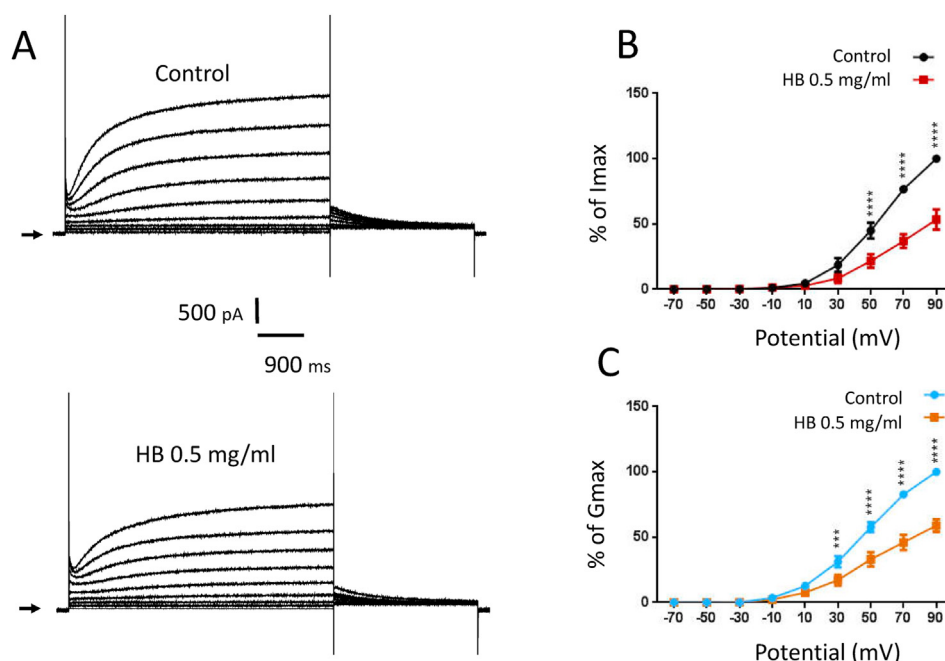 A
Control
500 pA
900 ms
HB 0.5 mg/ml
B
Control
HB 0.5 mg/ml
% of Imax
150
100
50
0
****
****
****
-70 -50 -30 -10 10 30 50 70 90
Potential (mV)
C
Control
HB 0.5 mg/ml
% of Gmax
150
100
50
0
***
****
****
****
-70 -50 -30 -10 10 30 50 70 90
Potential (mV)